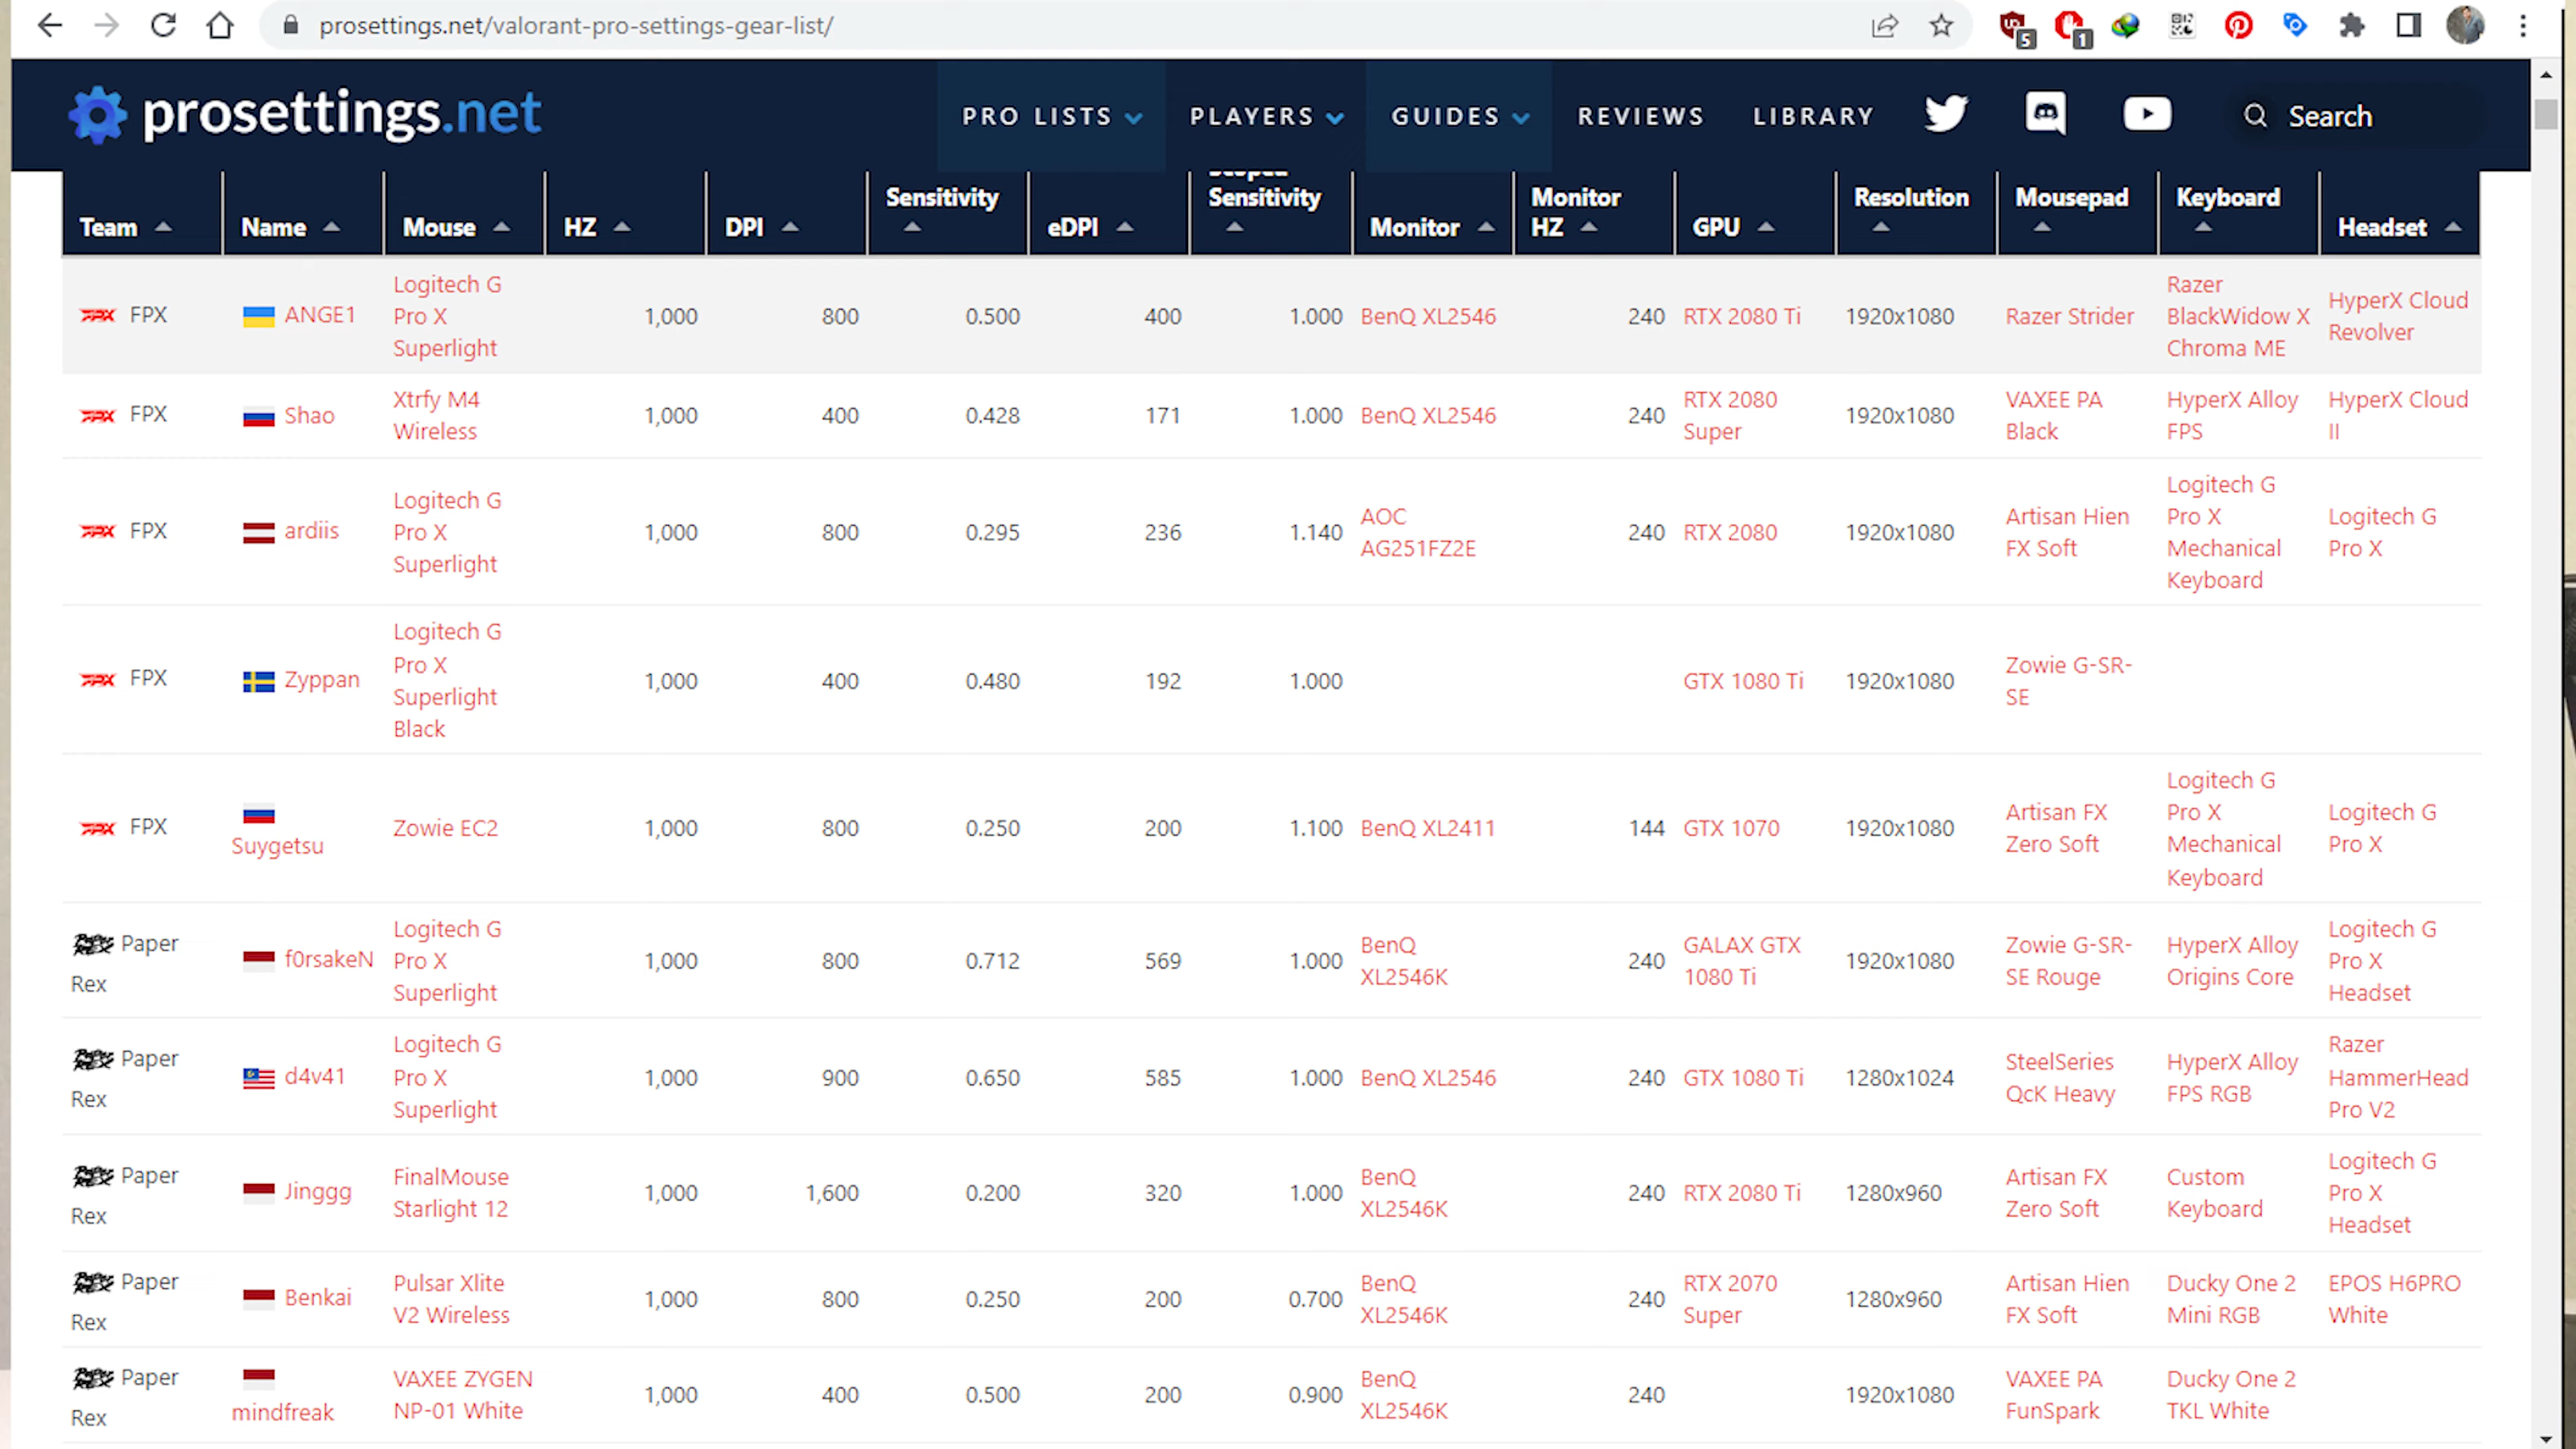 prosettings.net/valorant-pro-settings-gear-list/
5
1
prosettings.net
PRO LISTS
PLAYERS
GUIDES
REVIEWS
LIBRARY
Search
Team
Name
Mouse
HZ
DPI
Sensitivity
eDPI
Scoped
Sensitivity
Monitor
Monitor
HZ
GPU
Resolution
Mousepad
Keyboard
Headset
FPX
ANGE1
Logitech G
Pro X
Superlight
1,000
800
0.500
400
1.000
BenQ XL2546
240
RTX 2080 Ti
1920x1080
Razer Strider
Razer
BlackWidow X
Chroma ME
HyperX Cloud
Revolver
FPX
Shao
Xtrfy M4
Wireless
1,000
400
0.428
171
1.000
BenQ XL2546
240
RTX 2080
Super
1920x1080
VAXEE PA
Black
HyperX Alloy
FPS
HyperX Cloud
II
FPX
ardiis
Logitech G
Pro X
Superlight
1,000
800
0.295
236
1.140
AOC
AG251FZ2E
240
RTX 2080
1920x1080
Artisan Hien
FX Soft
Logitech G
Pro X
Mechanical
Keyboard
Logitech G
Pro X
FPX
Zyppan
Logitech G
Pro X
Superlight
Black
1,000
400
0.480
192
1.000
GTX 1080 Ti
1920x1080
Zowie G-SR-
SE
FPX
Suygetsu
Zowie EC2
1,000
800
0.250
200
1.100
BenQ XL2411
144
GTX 1070
1920x1080
Artisan FX
Zero Soft
Logitech G
Pro X
Mechanical
Keyboard
Logitech G
Pro X
Paper
Rex
f0rsakeN
Logitech G
Pro X
Superlight
1,000
800
0.712
569
1.000
BenQ
XL2546K
240
GALAX GTX
1080 Ti
1920x1080
Zowie G-SR-
SE Rouge
HyperX Alloy
Origins Core
Logitech G
Pro X
Headset
Paper
Rex
d4v41
Logitech G
Pro X
Superlight
1,000
900
0.650
585
1.000
BenQ XL2546
240
GTX 1080 Ti
1280x1024
SteelSeries
QcK Heavy
HyperX Alloy
FPS RGB
Razer
HammerHead
Pro V2
Paper
Rex
Jinggg
FinalMouse
Starlight 12
1,000
1,600
0.200
320
1.000
BenQ
XL2546K
240
RTX 2080 Ti
1280x960
Artisan FX
Zero Soft
Custom
Keyboard
Logitech G
Pro X
Headset
Paper
Rex
Benkai
Pulsar Xlite
V2 Wireless
1,000
800
0.250
200
0.700
BenQ
XL2546K
240
RTX 2070
Super
1280x960
Artisan Hien
FX Soft
Ducky One 2
Mini RGB
EPOS H6PRO
White
Paper
Rex
mindfreak
VAXEE ZYGEN
NP-01 White
1,000
400
0.500
200
0.900
BenQ
XL2546K
240
1920x1080
VAXEE PA
FunSpark
Ducky One 2
TKL White